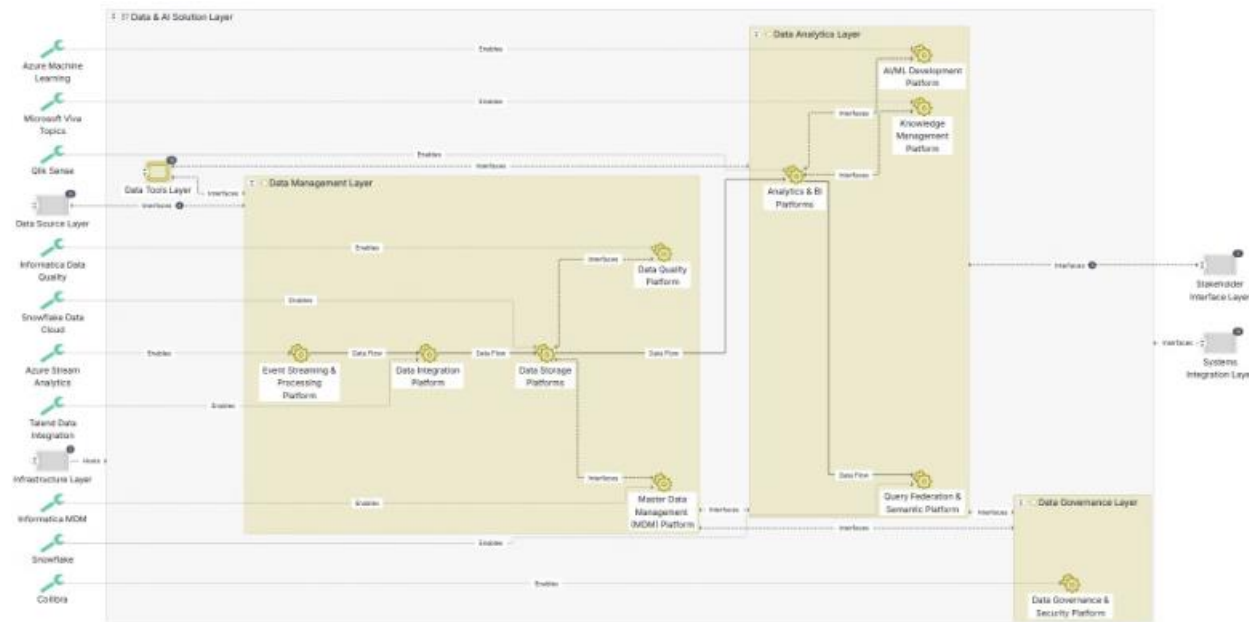 Data & AI Solution Layer
Data Analytics Layer
Azure Machine
Learning
Enables
AI/ML Development
Platform
Microsoft Viva
Topics
Enables
Interfaces
Knowledge
Management
Platform
Qlik Sense
Enables
Interfaces
Interfaces
Data Tools Layer
Interfaces
Data Management Layer
Analytics & BI
Platforms
Data Source Layer
Interfaces
Informatica Data
Quality
Enables
Interfaces
Data Quality
Platform
Interfaces
Stakeholder
Interface Layer
Snowflake Data
Cloud
Enables
Azure Stream
Analytics
Enables
Event Streaming &
Processing
Platform
Data Flow
Data Integration
Platform
Data Flow
Data Storage
Platforms
Data Flow
Interfaces
Systems
Integration Laye
Talend Data
Integration
Enables
Infrastructure Layer
Hosts
Interfaces
Master Data
Management
(MDM) Platform
Data Flow
Query Federation &
Semantic Platform
Informatica MDM
Enables
Interfaces
Interfaces
Interfaces
Data Governance Layer
Snowflake
Enables
Collibra
Enables
Data Governance &
Security Platform